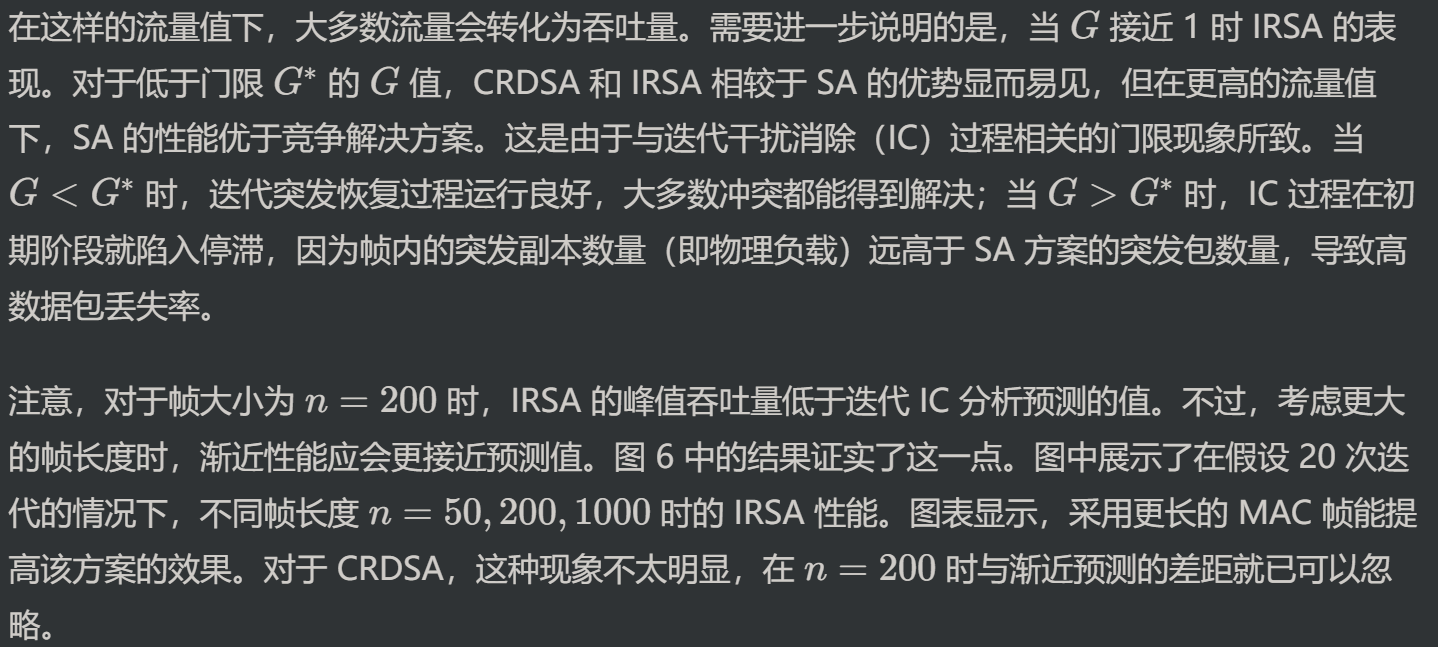 在这样的流量值下，大多数流量会转化为吞吐量。需要进一步说明的是，当 G 接近 1 时 IRSA 的表
现。对于低于门限 G* 的 G 值，CRDSA 和 IRSA 相较于 SA 的优势显而易见，但在更高的流量值
下，SA 的性能优于竞争解决方案。这是由于与迭代干扰消除（IC）过程相关的门限现象所致。当
G < G* 时，迭代突发恢复过程运行良好，大多数冲突都能得到解决；当 G > G* 时，IC 过程在初
期阶段就陷入停滞，因为帧内的突发副本数量（即物理负载）远高于 SA 方案的突发包数量，导致高
数据包丢失率。
注意，对于帧大小为 n = 200 时，IRSA 的峰值吞吐量低于迭代 IC 分析预测的值。不过，考虑更大
的帧长度时，渐近性能应会更接近预测值。图 6 中的结果证实了这一点。图中展示了在假设 20 次迭
代的情况下，不同帧长度 n = 50, 200, 1000 时的 IRSA 性能。图表显示，采用更长的 MAC 帧能提
高该方案的效果。对于 CRDSA，这种现象不太明显，在 n = 200 时与渐近预测的差距就已可以忽
略。